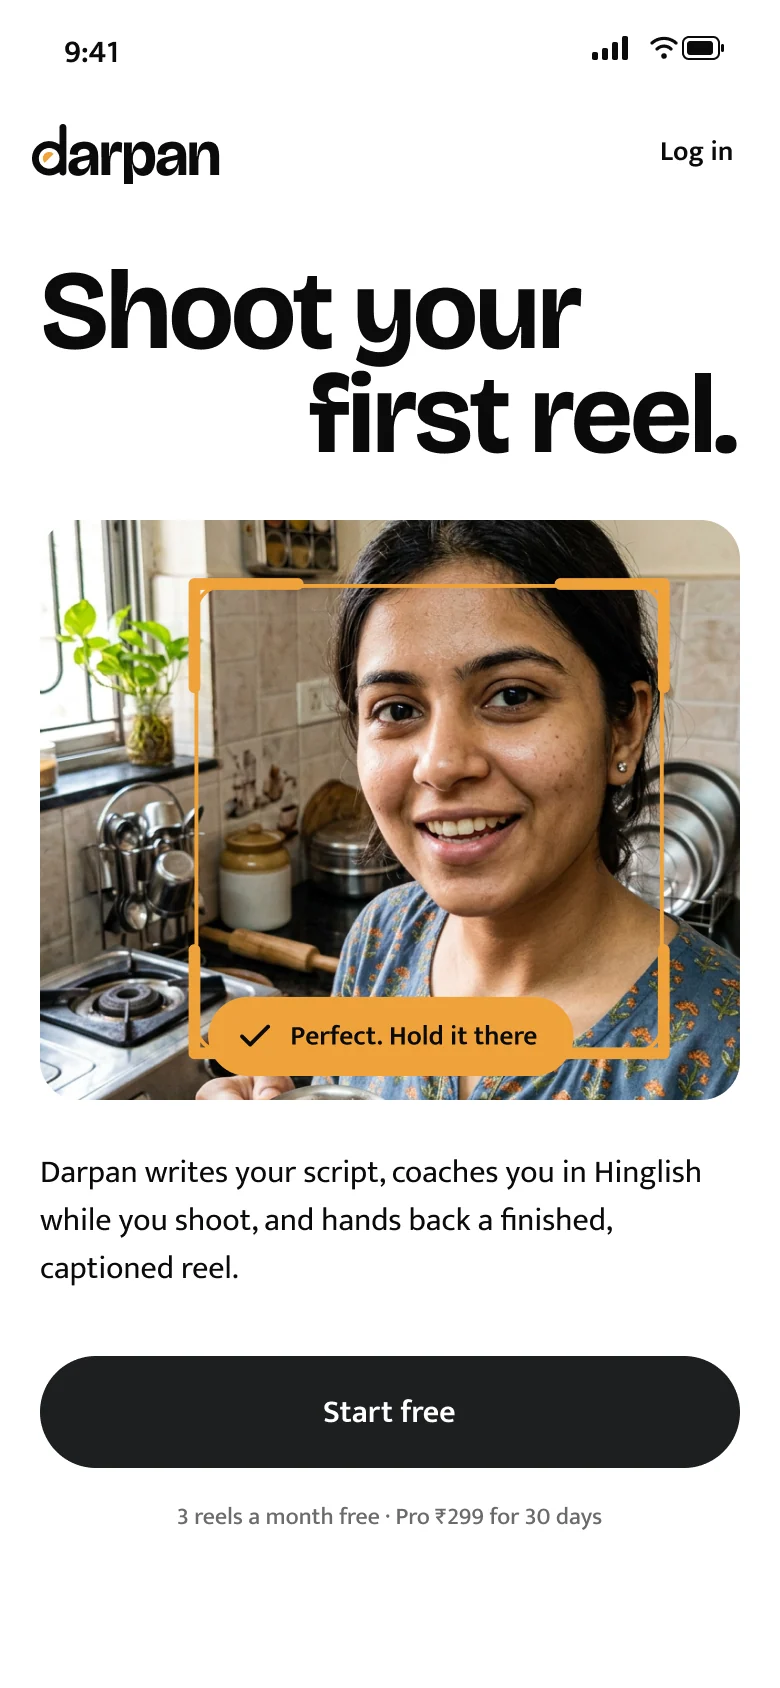 9:41
darpan
Log in
Shoot your
first reel.
Perfect. Hold it there
Darpan writes your script, coaches you in Hinglish
while you shoot, and hands back a finished,
captioned reel.
Start free
3 reels a month free · Pro ₹299 for 30 days